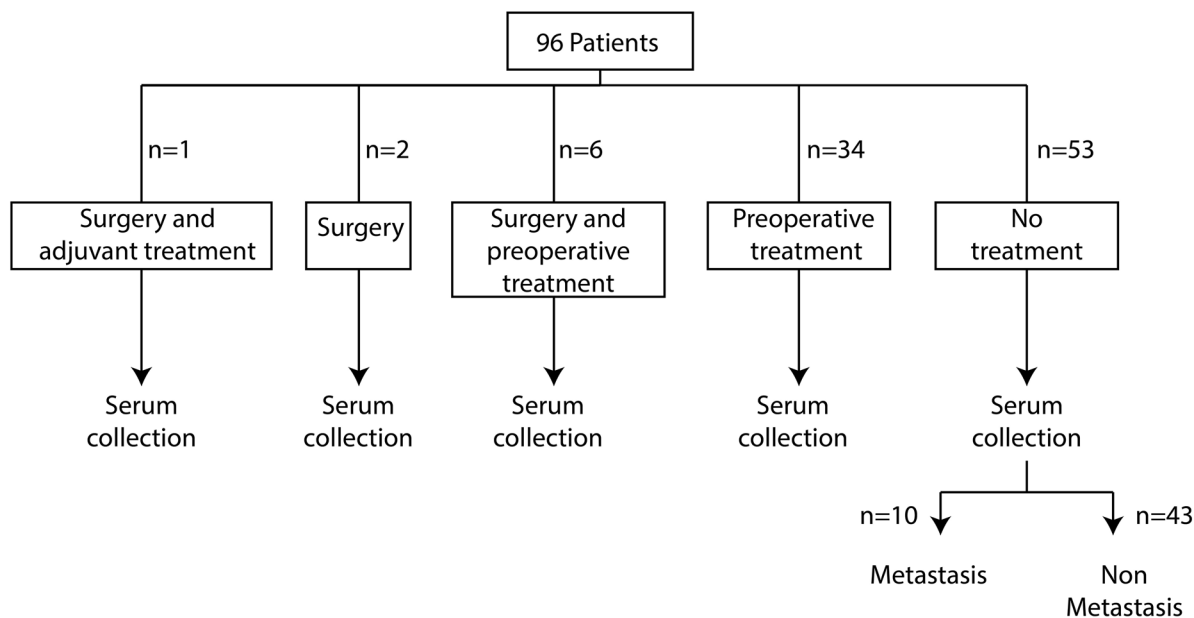 96 Patients
n=1
n=2
n=6
n=34
n=53
Surgery and
adjuvant treatment
Surgery
Surgery and
preoperative
treatment
Preoperative
treatment
No
treatment
Serum
collection
Serum
collection
Serum
collection
Serum
collection
Serum
collection
n=10
n=43
Metastasis
Non
Metastasis